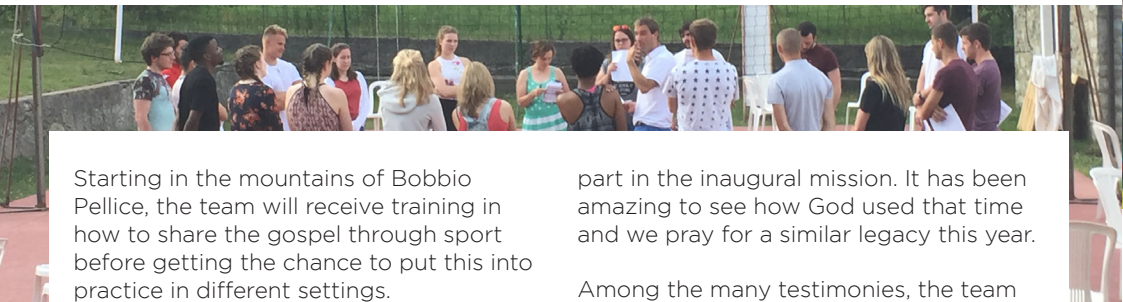 Starting in the mountains of Bobbio
Pellice, the team will receive training in
how to share the gospel through sport
before getting the chance to put this into
practice in different settings.
part in the inaugural mission. It has been
amazing to see how God used that time
and we pray for a similar legacy this year.
Among the many testimonies, the team